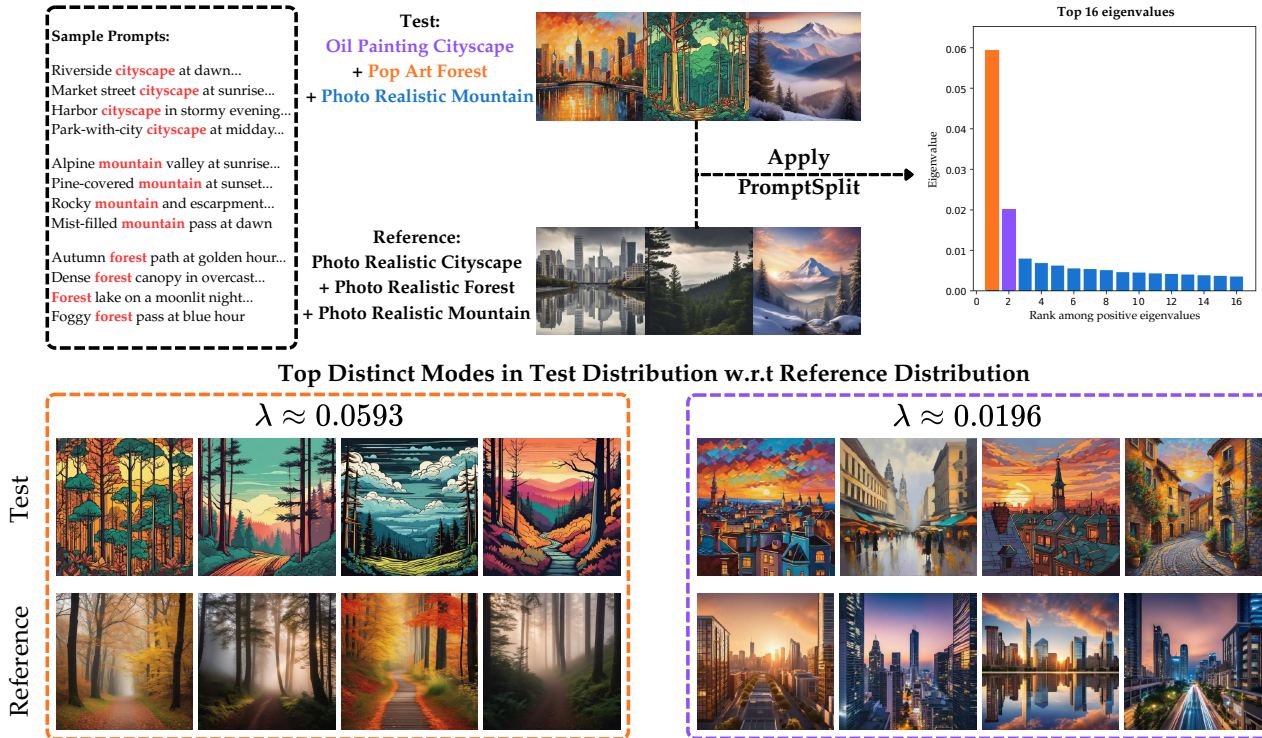 Sample Prompts:
Riverside cityscape at dawn...
Market street cityscape at sunrise...
Harbor cityscape in stormy evening...
Park-with-city cityscape at midday...
Alpine mountain valley at sunrise...
Pine-covered mountain at sunset...
Rocky mountain and escarpment...
Mist-filled mountain pass at dawn
Autumn forest path at golden hour...
Dense forest canopy in overcast...
Forest lake on a moonlit night...
Foggy forest pass at blue hour
Test:
Oil Painting Cityscape
+ Pop Art Forest
+ Photo Realistic Mountain
Reference:
Photo Realistic Cityscape
+ Photo Realistic Forest
+ Photo Realistic Mountain
Apply
PromptSplit
Top 16 eigenvalues
Eigenvalue
0.06
0.05
0.04
0.03
0.02
0.01
0.00
0 2 4 6 8 10 12 14 16
Rank among positive eigenvalues
Top Distinct Modes in Test Distribution w.r.t Reference Distribution
λ ≈ 0.0593
λ ≈ 0.0196
Test
Reference